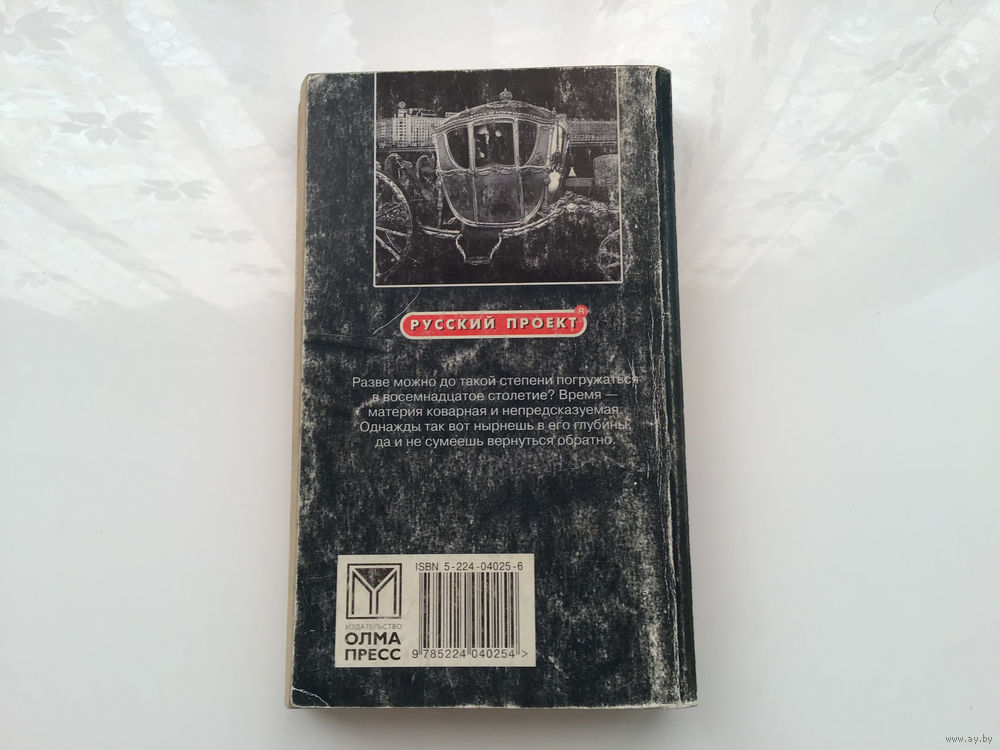 РУССКИЙ ПРОЕКТ
R
Разве можно до такой степени погружаться
в восемнадцатое столетие? Время —
материя коварная и непредсказуемая.
Однажды так вот нырнешь в его глубины,
да и не сумеешь вернуться обратно.
ISBN 5-224-04025-6
ИЗДАТЕЛЬСТВО
ОЛМА
ПРЕСС
9 785224 040254 >
www.ay.by